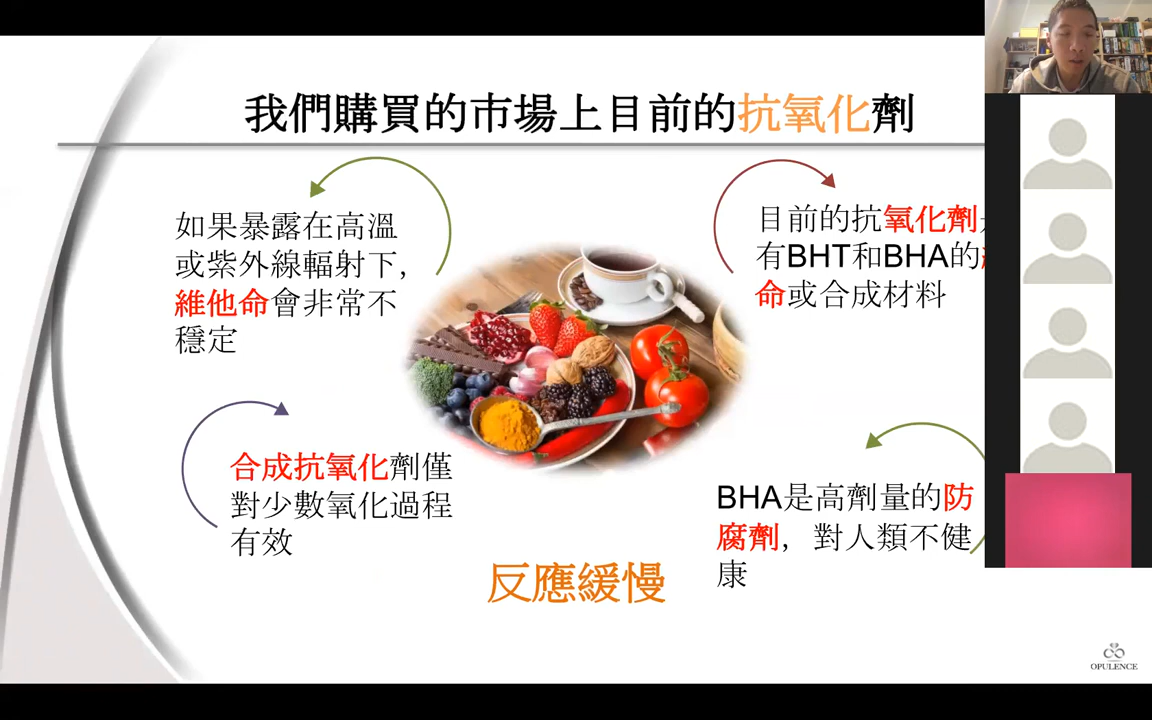 我們購買的市場上目前的抗氧化劑
如果暴露在高溫
或紫外線輻射下，
維他命會非常不
穩定
目前的抗氧化劑
有BHT和BHA的
命或合成材料
合成抗氧化劑僅
對少數氧化過程
有效
BHA是高劑量的防
腐劑，對人類不健
康
反應緩慢
OPULENCE